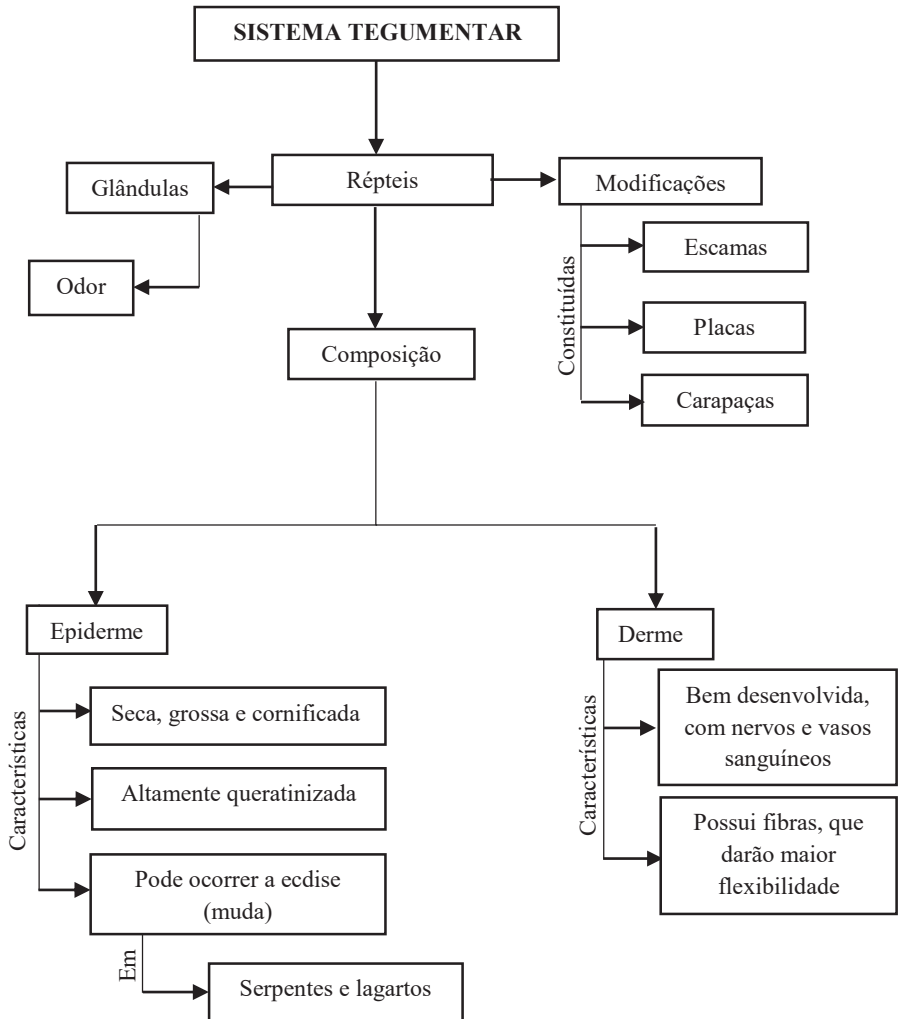 SISTEMA TEGUMENTAR
Glândulas
Répteis
Modificações
Odor
Constituídas
Escamas
Placas
Carapaças
Composição
Epiderme
Características
Seca, grossa e cornificada
Altamente queratinizada
Pode ocorrer a ecdise
(muda)
Em
Serpentes e lagartos
Derme
Características
Bem desenvolvida,
com nervos e vasos
sanguíneos
Possui fibras, que
darão maior
flexibilidade